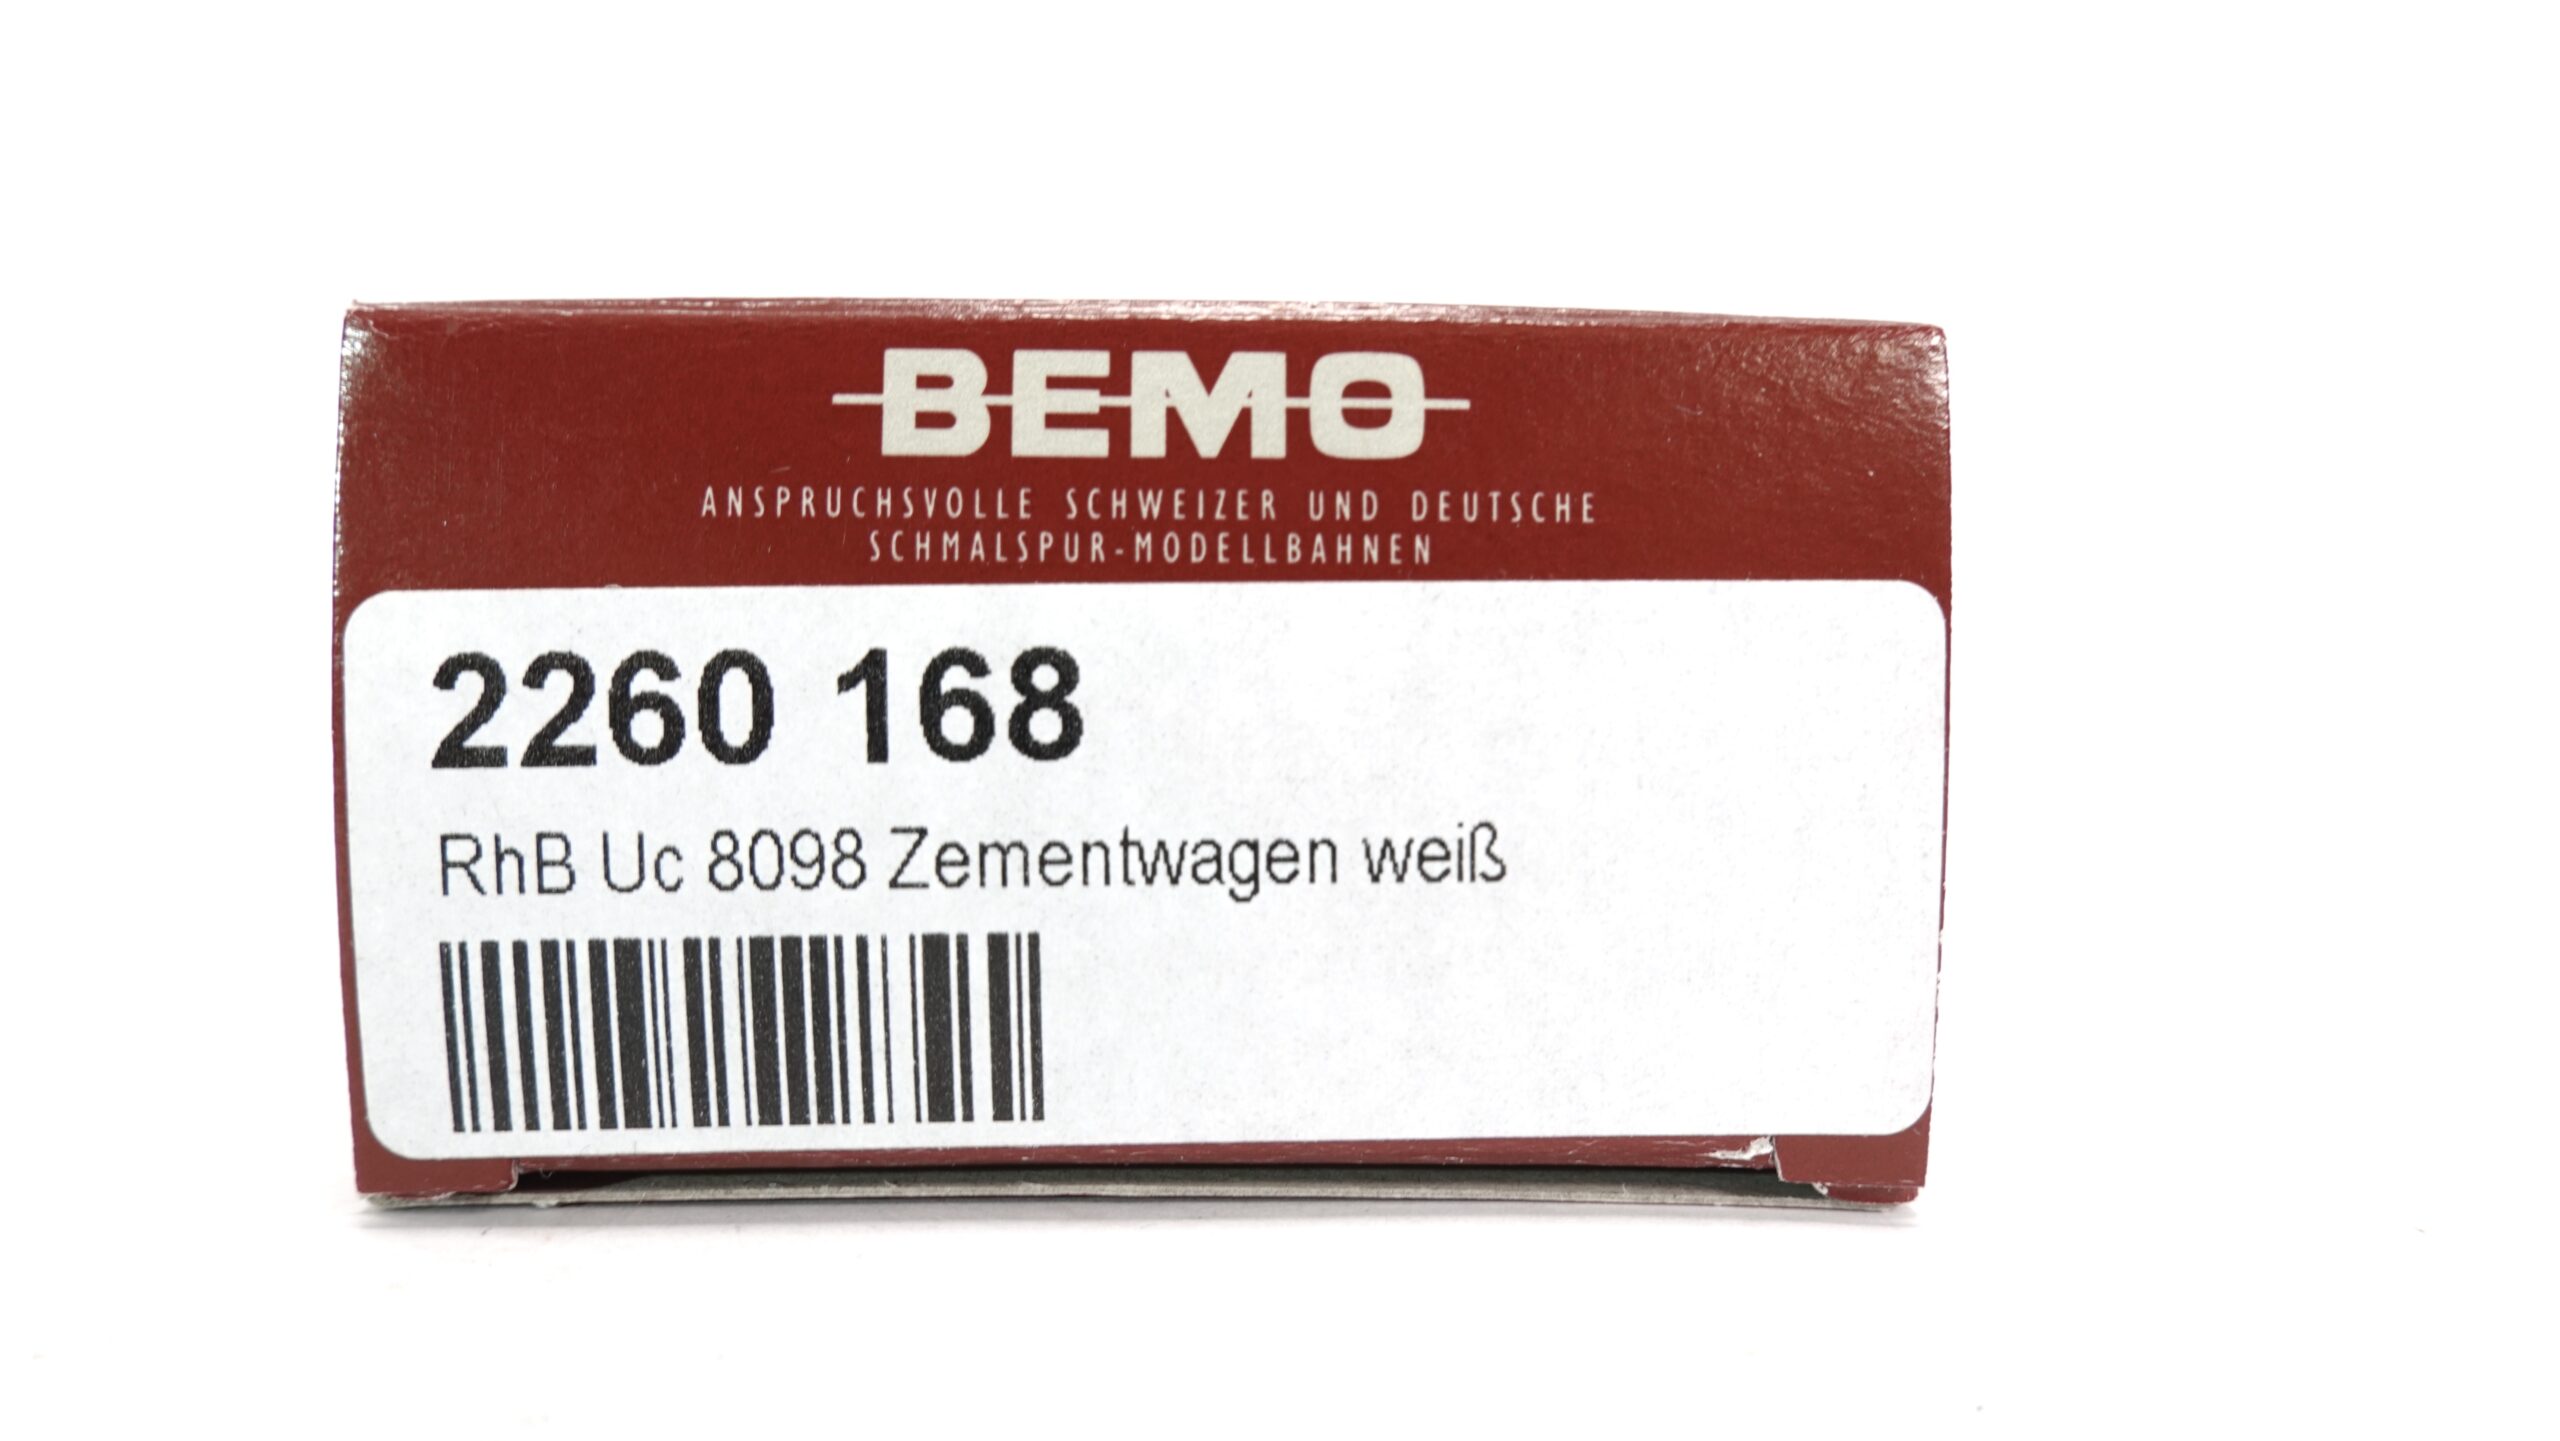 BEMO
ANSPRUCHSVOLLE SCHWEIZER UND DEUTSCHE
SCHMALSPUR-MODELLBAHNEN
2260 168
RhB Uc 8098 Zementwagen weiß